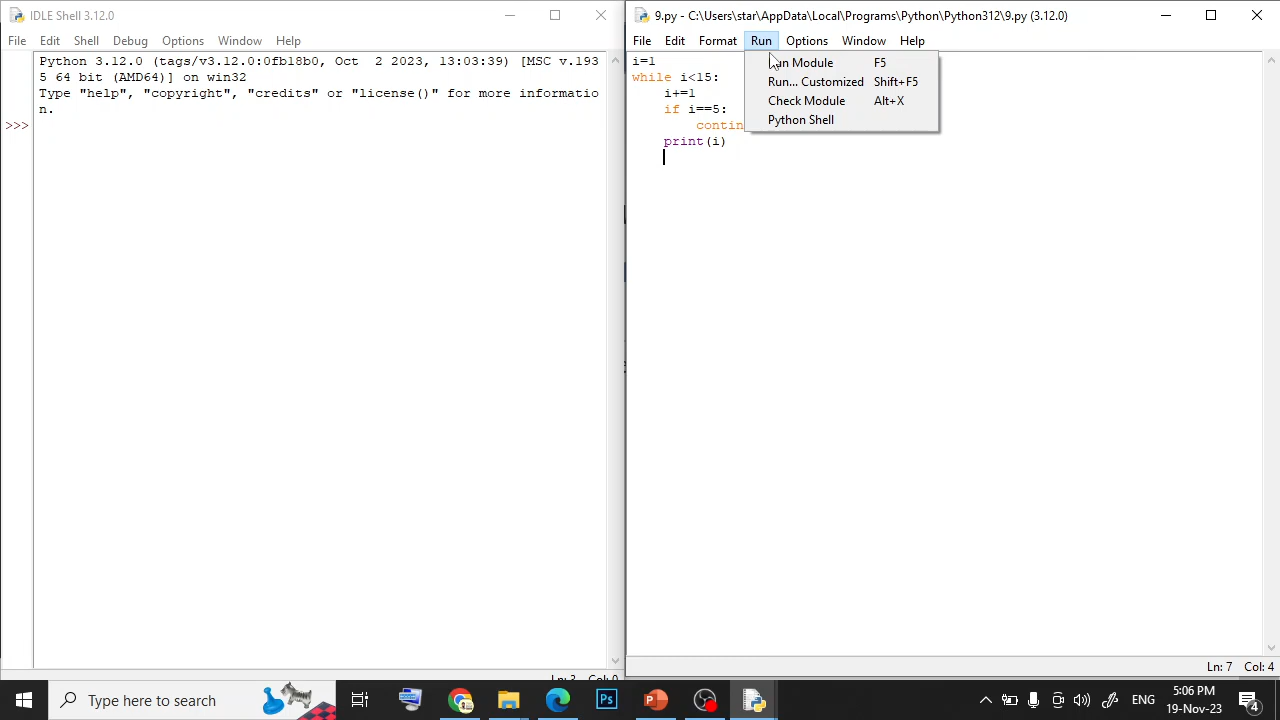 IDLE Shell 3.12.0
File Edit Shell Debug Options Window Help
Python 3.12.0 (tags/v3.12.0:0fb18b0, Oct  2 2023, 13:03:39) [MSC v.193
5 64 bit (AMD64)] on win32
Type "help", "copyright", "credits" or "license()" for more informatio
n.
>>>
9.py - C:\Users\star\AppData\Local\Programs\Python\Python312\9.py (3.12.0)
File Edit Format Run Options Window Help
i=1
while i<15:
    i+=1
    if i==5:
        contin
    print(i)
Module F5
Run... Customized Shift+F5
Check Module Alt+X
Python Shell
Ln: 7 Col: 4
Type here to search
Ps
ENG
5:06 PM
19-Nov-23
4